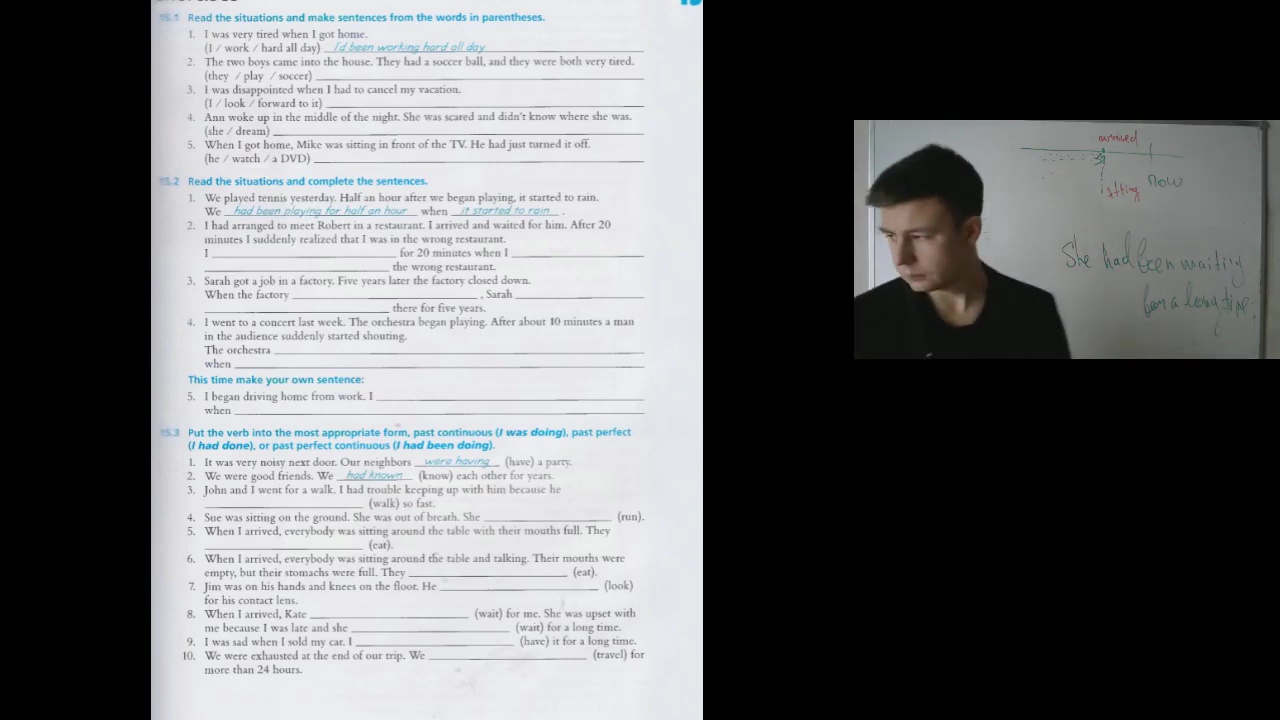 15
15.1 Read the situations and make sentences from the words in parentheses.
1. I was very tired when I got home.
(I / work / hard all day) I'd been working hard all day
2. The two boys came into the house. They had a soccer ball, and they were both very tired.
(they / play / soccer)
3. I was disappointed when I had to cancel my vacation.
(I / look / forward to it)
4. Ann woke up in the middle of the night. She was scared and didn't know where she was.
(she / dream)
5. When I got home, Mike was sitting in front of the TV. He had just turned it off.
(he / watch / a DVD)
15.2 Read the situations and complete the sentences.
1. We played tennis yesterday. Half an hour after we began playing, it started to rain.
We had been playing for half an hour when it started to rain .
2. I had arranged to meet Robert in a restaurant. I arrived and waited for him. After 20
minutes I suddenly realized that I was in the wrong restaurant.
I for 20 minutes when I
the wrong restaurant.
3. Sarah got a job in a factory. Five years later the factory closed down.
When the factory , Sarah
there for five years.
4. I went to a concert last week. The orchestra began playing. After about 10 minutes a man
in the audience suddenly started shouting.
The orchestra
when
This time make your own sentence:
5. I began driving home from work. I
when
15.3 Put the verb into the most appropriate form, past continuous (I was doing), past perfect
(I had done), or past perfect continuous (I had been doing).
1. It was very noisy next door. Our neighbors were having (have) a party.
2. We were good friends. We had known (know) each other for years.
3. John and I went for a walk. I had trouble keeping up with him because he
(walk) so fast.
4. Sue was sitting on the ground. She was out of breath. She (run).
5. When I arrived, everybody was sitting around the table with their mouths full. They
(eat).
6. When I arrived, everybody was sitting around the table and talking. Their mouths were
empty, but their stomachs were full. They (eat).
7. Jim was on his hands and knees on the floor. He (look)
for his contact lens.
8. When I arrived, Kate (wait) for me. She was upset with
me because I was late and she (wait) for a long time.
9. I was sad when I sold my car. I (have) it for a long time.
10. We were exhausted at the end of our trip. We (travel) for
more than 24 hours.
arrived
now
sitting
She had been waiting
for a long time.